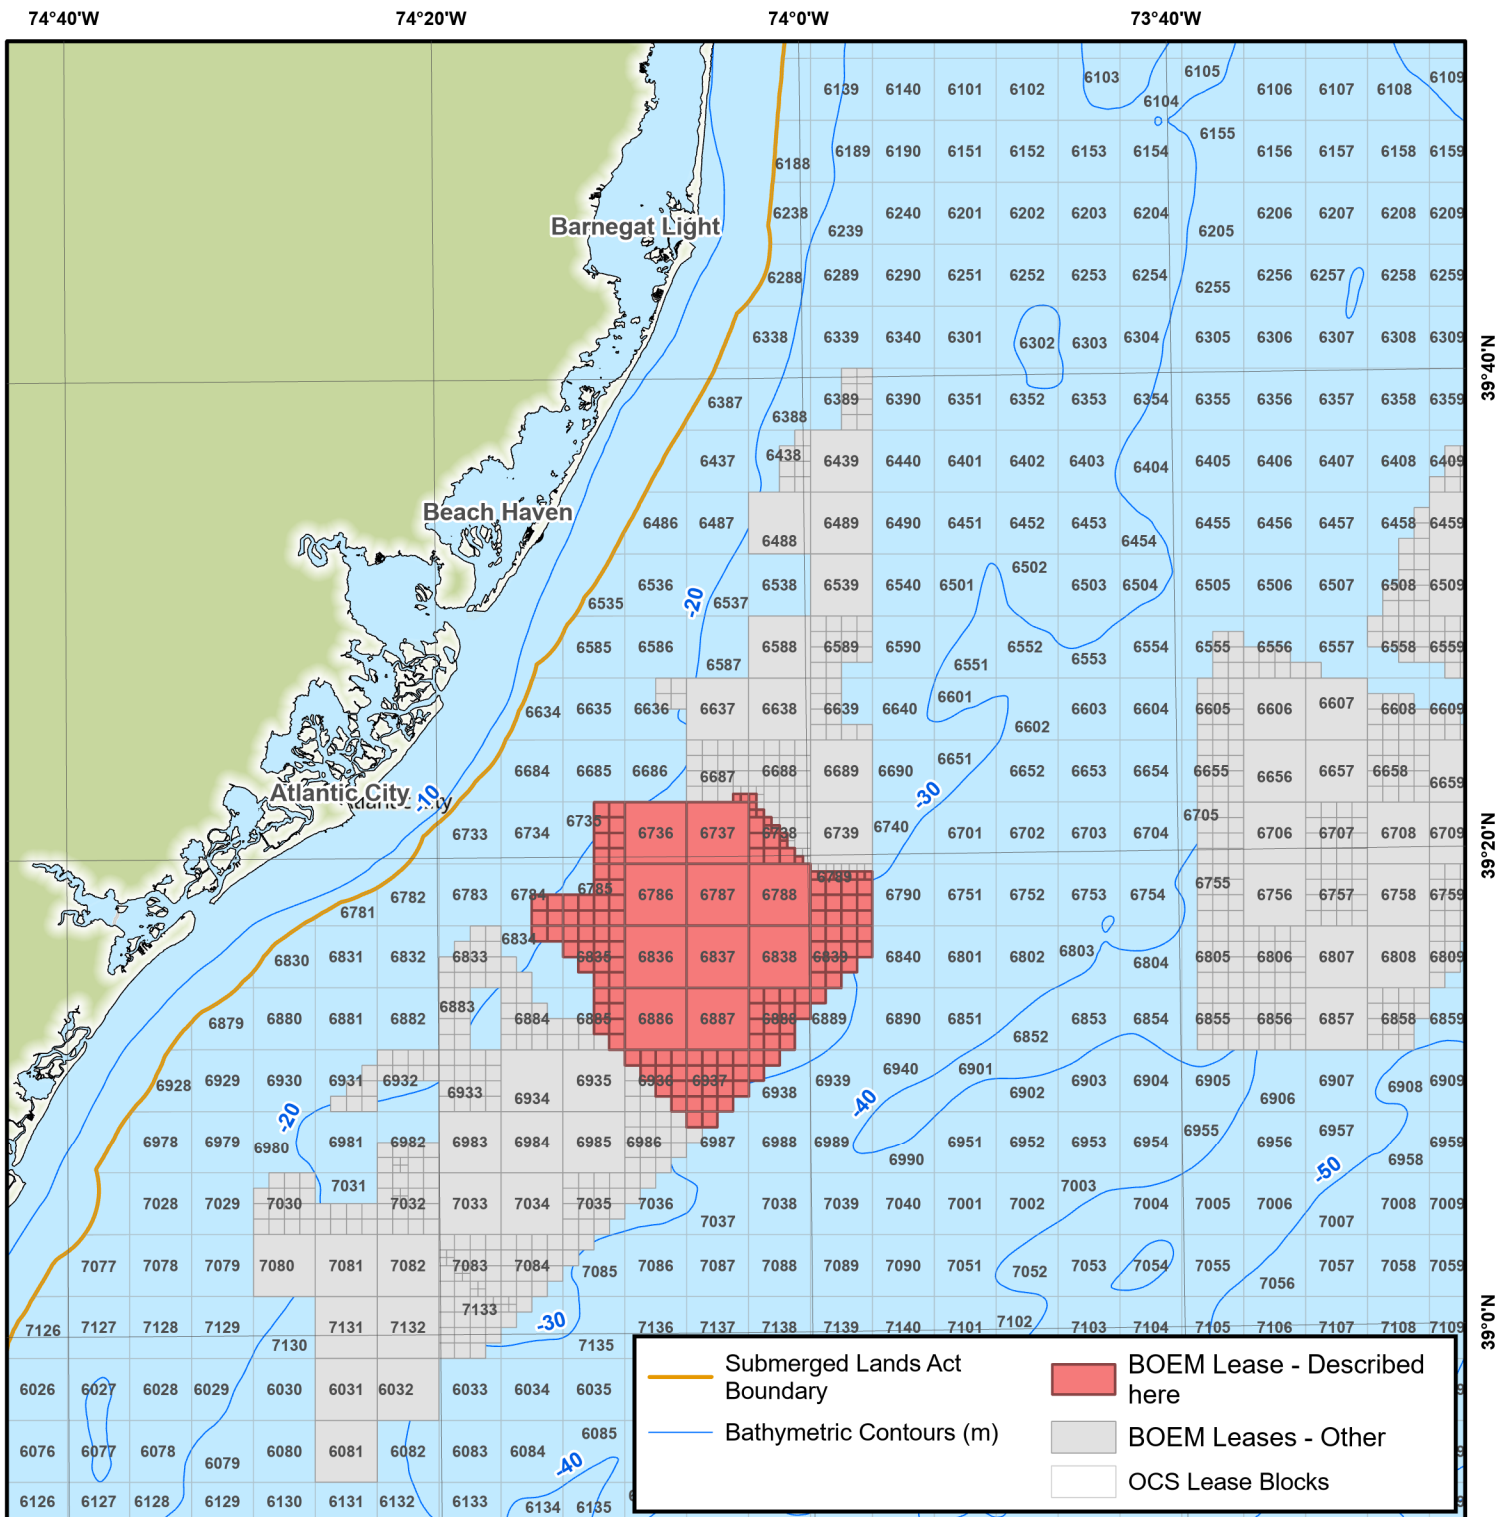 74°40'W 74°20'W 74°0'W 73°40'W
6103 6105 6109
6139 6140 6101 6102 6106 6107 6108
6104
6155
6188 6189 6190 6151 6152 6153 6154 6156 6157 6158 6159
Barnegat Light
6238 6240 6201 6202 6203 6204 6206 6207 6208 6209
6239 6205
6288 6289 6290 6251 6252 6253 6254 6256 6257 6258 6259
6255
6338 6339 6340 6301 6302 6303 6304 6305 6306 6307 6308 6309
39°40'N
6387 6388 6389 6390 6351 6352 6353 6354 6355 6356 6357 6358 6359
6437 6438 6439 6440 6401 6402 6403 6404 6405 6406 6407 6408 6409
Beach Haven
6486 6487 6489 6490 6451 6452 6453 6455 6456 6457 6458 6459
6488 6454
6502
6536 6538 6539 6540 6501 6503 6504 6505 6506 6507 6508 6509
6535 -20 6537
6585 6586 6588 6589 6590 6552 6554 6555 6556 6557 6558 6559
6587 6551 6553
6634 6635 6636 6637 6638 6639 6640 6601 6603 6604 6605 6606 6607 6608 6609
6602
6684 6685 6686 6687 6688 6689 6690 6651 6652 6653 6654 6655 6656 6657 6658 6659
Atlantic City
Atlantic City
-10 -30
6733 6734 6735 6736 6737 6738 6739 6740 6701 6702 6703 6704 6705 6706 6707 6708 6709
39°20'N
6781 6782 6783 6784 6785 6786 6787 6788 6789 6790 6751 6752 6753 6754 6755 6756 6757 6758 6759
6830 6831 6832 6833 6834 6835 6836 6837 6838 6839 6840 6801 6802 6803 6804 6805 6806 6807 6808 6809
6879 6880 6881 6882 6883 6884 6885 6886 6887 6888 6889 6890 6851 6852 6853 6854 6855 6856 6857 6858 6859
6928 6929 6930 6931 6932 6933 6934 6935 6936 6937 6938 6939 6940 6901 6902 6903 6904 6905 6906 6907 6908 6909
-20 -40
6978 6979 6980 6981 6982 6983 6984 6985 6986 6987 6988 6989 6990 6951 6952 6953 6954 6955 6956 6957 6958 6959
-50
7028 7029 7030 7031 7032 7033 7034 7035 7036 7037 7038 7039 7040 7001 7002 7003 7004 7005 7006 7007 7008 7009
7077 7078 7079 7080 7081 7082 7083 7084 7085 7086 7087 7088 7089 7090 7051 7052 7053 7054 7055 7056 7057 7058 7059
39°0'N
7126 7127 7128 7129 7130 7131 7132 7133 -30 7135 7136 7137 7138 7139 7140 7101 7102 7103 7104 7105 7106 7107 7108 7109
6026 6027 6028 6029 6030 6031 6032 6033 6034 6035
6076 6077 6078 6079 6080 6081 6082 6083 6084 6085
-40
6126 6127 6128 6129 6130 6131 6132 6133 6134 6135
Submerged Lands Act
Boundary
Bathymetric Contours (m)
BOEM Lease - Described
here
BOEM Leases - Other
OCS Lease Blocks